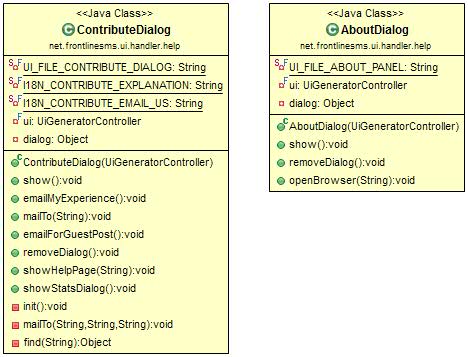 <<Java Class>>
ContributeDialog
net.frontlinesms.ui.handler.help
UI_FILE_CONTRIBUTE_DIALOG: String
I18N_CONTRIBUTE_EXPLANATION: String
I18N_CONTRIBUTE_EMAIL_US: String
ui: UiGeneratorController
dialog: Object
ContributeDialog(UiGeneratorController)
show():void
emailMyExperience():void
mailTo(String):void
emailForGuestPost():void
removeDialog():void
showHelpPage(String):void
showStatsDialog():void
init():void
mailTo(String,String,String):void
find(String):Object
<<Java Class>>
AboutDialog
net.frontlinesms.ui.handler.help
UI_FILE_ABOUT_PANEL: String
ui: UiGeneratorController
dialog: Object
AboutDialog(UiGeneratorController)
show():void
removeDialog():void
openBrowser(String):void